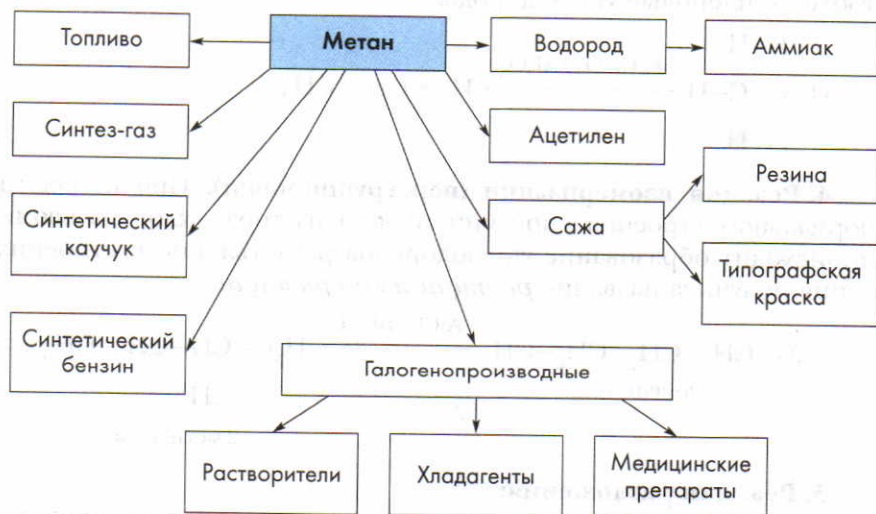 Топливо
Метан
Водород
Аммиак
Синтез-газ
Ацетилен
Резина
Синтетический
каучук
Сажа
Типографская
краска
Синтетический
бензин
Галогенопроизводные
Растворители
Хладагенты
Медицинские
препараты